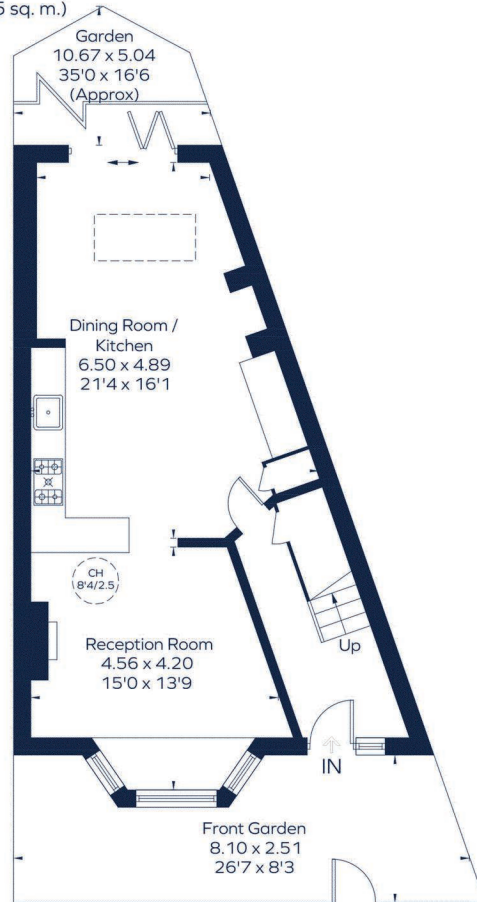 5 sq. m.)
Garden
10.67 x 5.04
35'0 x 16'6
(Approx)
Dining Room /
Kitchen
6.50 x 4.89
21'4 x 16'1
CH
8'4/2.5
Reception Room
4.56 x 4.20
15'0 x 13'9
Up
IN
Front Garden
8.10 x 2.51
26'7 x 8'3